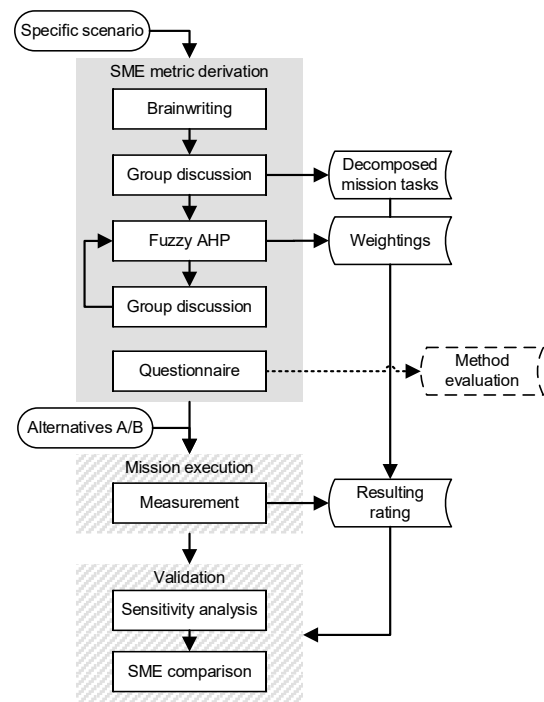 Specific scenario
SME metric derivation
Brainwriting
Group discussion
Decomposed
mission tasks
Fuzzy AHP
Weightings
Group discussion
Questionnaire
Method
evaluation
Alternatives A/B
Mission execution
Measurement
Resulting
rating
Validation
Sensitivity analysis
SME comparison